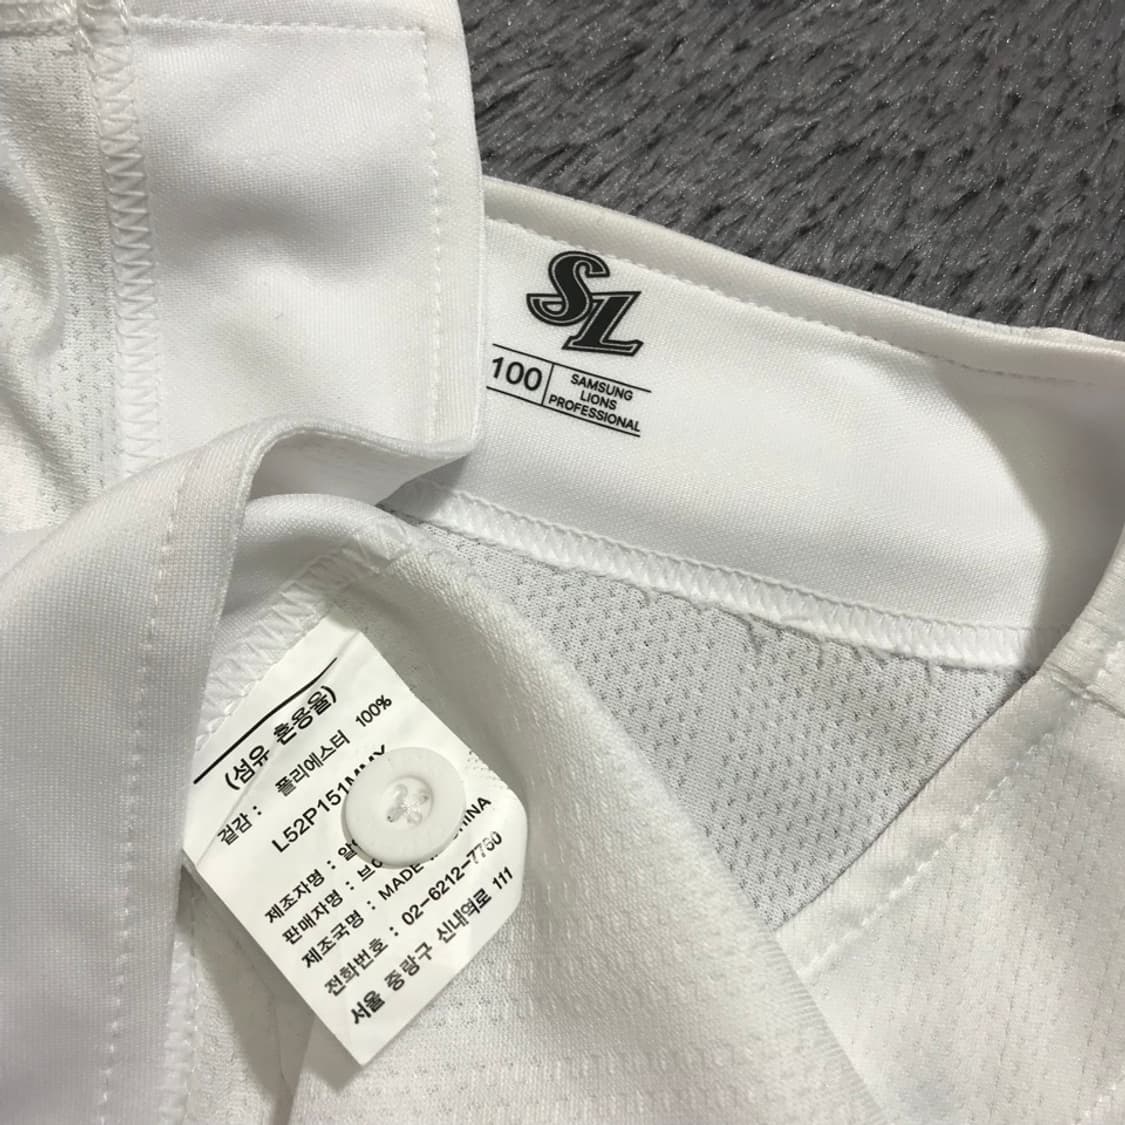 SL
100
SAMSUNG
LIONS
PROFESSIONAL
(섬유 혼용율)
겉감 : 폴리에스터 100%
L52P151MMX
제조자명 :
판매자명 :
제조국명 : MADE
전화번호 : 02-6212-7760
서울 중랑구 신내역로 111